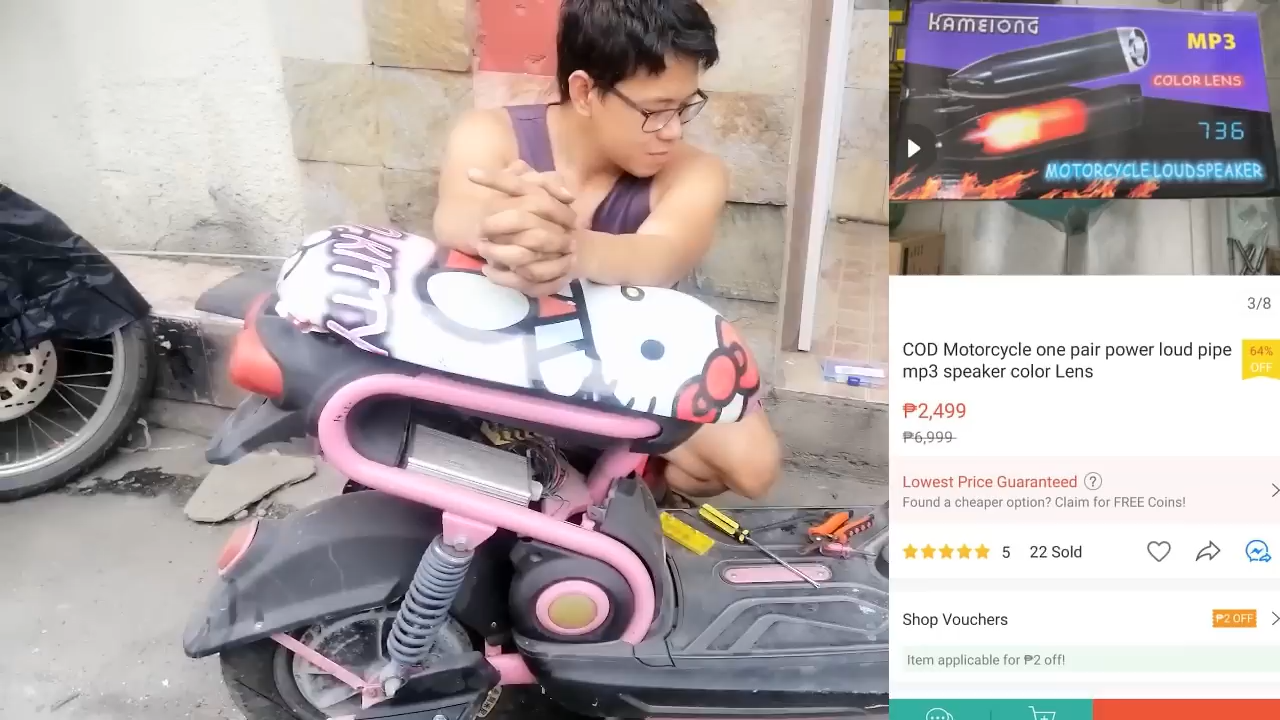 KITTY
KAMEIONG
MP3
COLOR LENS
736
MOTORCYCLE LOUDSPEAKER
3/8
COD Motorcycle one pair power loud pipe
mp3 speaker color Lens
64%
OFF
₱2,499
₱6,999
Lowest Price Guaranteed ?
Found a cheaper option? Claim for FREE Coins!
5 22 Sold
Shop Vouchers
₱2 OFF
Item applicable for ₱2 off!